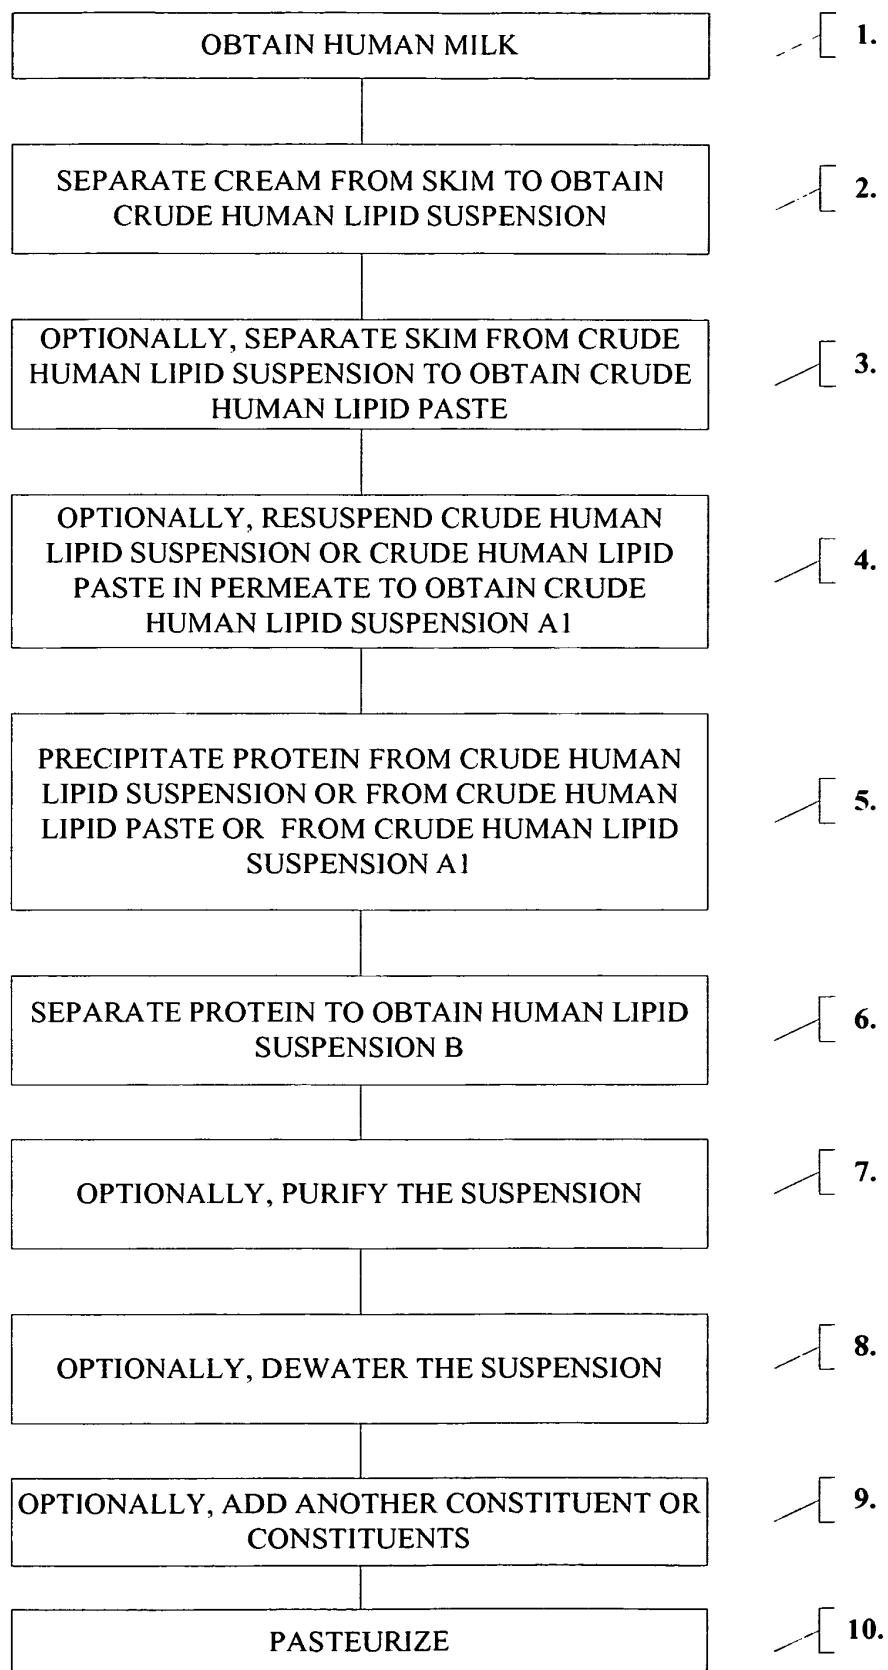 OBTAIN HUMAN MILK
1.
SEPARATE CREAM FROM SKIM TO OBTAIN
CRUDE HUMAN LIPID SUSPENSION
2.
OPTIONALLY, SEPARATE SKIM FROM CRUDE
HUMAN LIPID SUSPENSION TO OBTAIN CRUDE
HUMAN LIPID PASTE
3.
OPTIONALLY, RESUSPEND CRUDE HUMAN
LIPID SUSPENSION OR CRUDE HUMAN LIPID
PASTE IN PERMEATE TO OBTAIN CRUDE
HUMAN LIPID SUSPENSION A1
4.
PRECIPITATE PROTEIN FROM CRUDE HUMAN
LIPID SUSPENSION OR FROM CRUDE HUMAN
LIPID PASTE OR FROM CRUDE HUMAN LIPID
SUSPENSION A1
5.
SEPARATE PROTEIN TO OBTAIN HUMAN LIPID
SUSPENSION B
6.
OPTIONALLY, PURIFY THE SUSPENSION
7.
OPTIONALLY, DEWATER THE SUSPENSION
8.
OPTIONALLY, ADD ANOTHER CONSTITUENT OR
CONSTITUENTS
9.
PASTEURIZE
10.